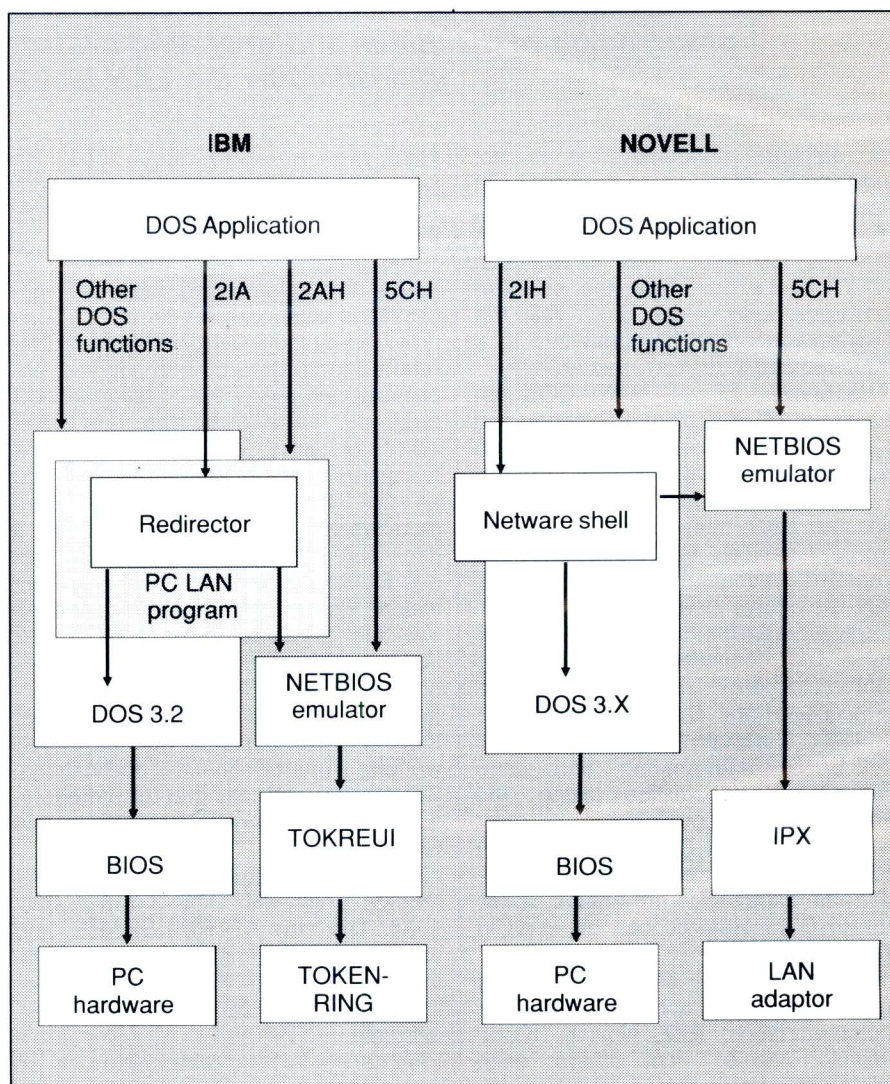 IBM
DOS Application
Other
DOS
functions
2IA
2AH
5CH
Redirector
PC LAN
program
DOS 3.2
NETBIOS
emulator
BIOS
TOKREUI
PC
hardware
TOKEN-
RING
NOVELL
DOS Application
2IH
Other
DOS
functions
5CH
NETBIOS
emulator
Netware shell
DOS 3.X
BIOS
IPX
PC
hardware
LAN
adaptor